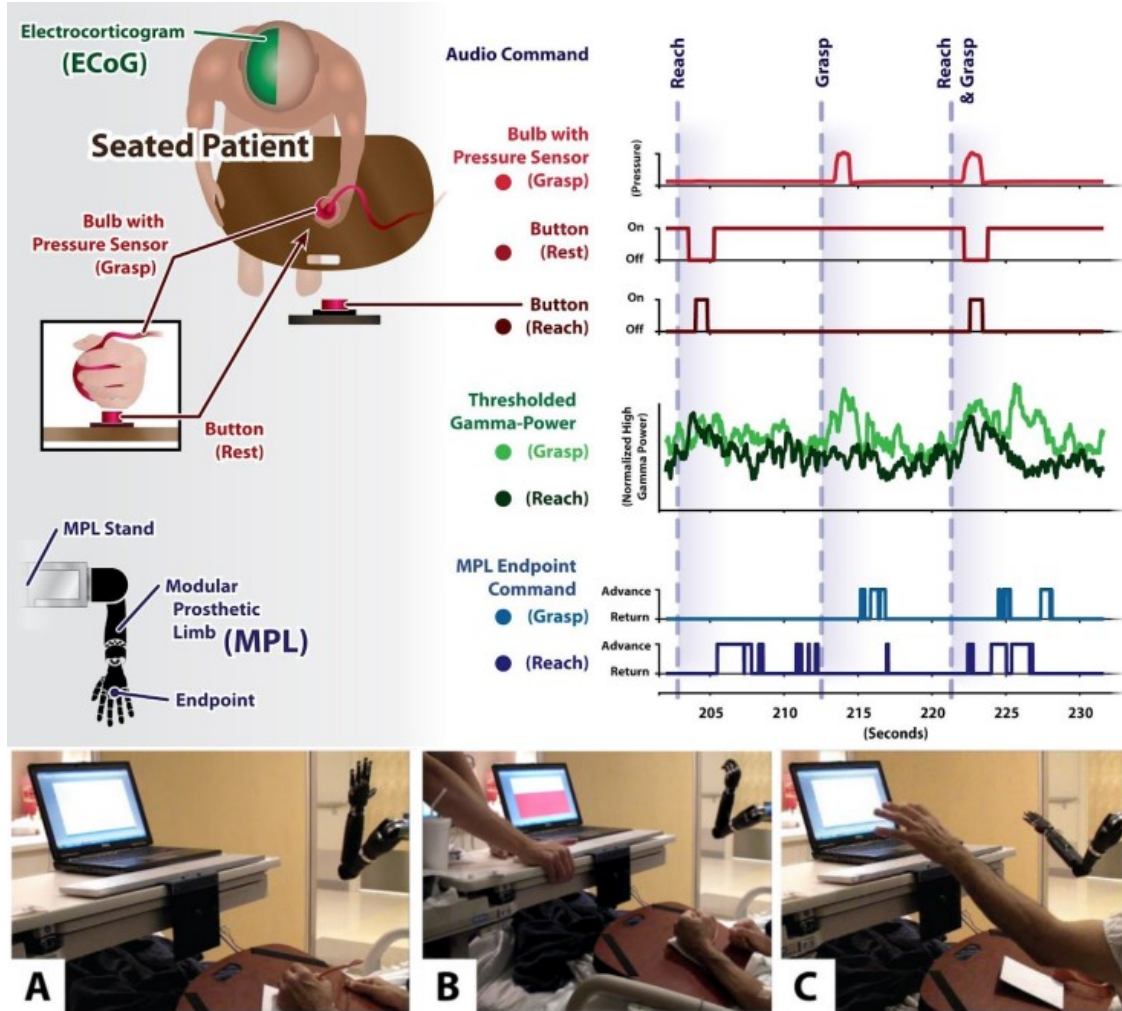 Electrocorticogram
(ECoG)
Seated Patient
Bulb with
Pressure Sensor
(Grasp)
Button
(Rest)
MPL Stand
Modular
Prosthetic
Limb
(MPL)
Endpoint
Audio Command
Reach
Grasp
Reach
& Grasp
Bulb with
Pressure Sensor
(Grasp)
(Pressure)
Button
(Rest)
On
Off
Button
(Reach)
On
Off
Thresholded
Gamma-Power
(Grasp)
(Reach)
(Normalized High
Gamma Power)
MPL Endpoint
Command
(Grasp)
Advance
Return
(Reach)
Advance
Return
205 210 215 220 225 230
(Seconds)
A
B
C